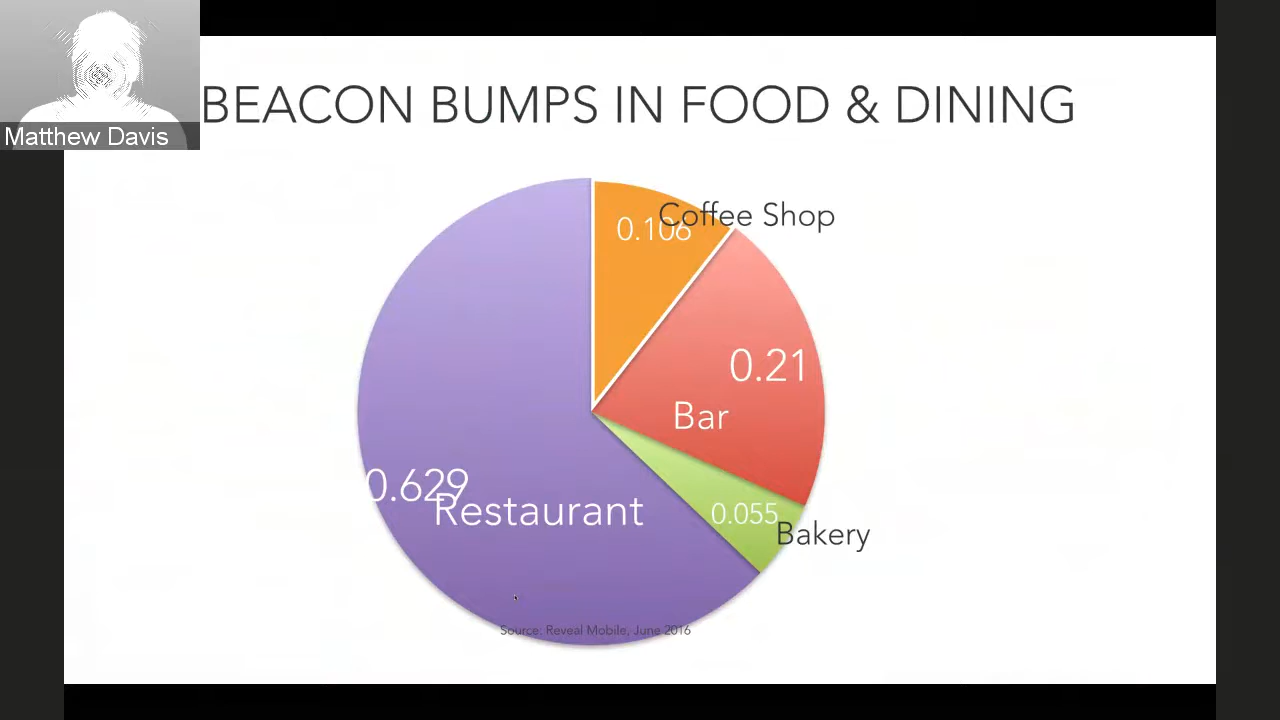 Matthew Davis
BEACON BUMPS IN FOOD & DINING
Coffee Shop
0.106
0.21
Bar
0.629
Restaurant
0.055
Bakery
Source: Reveal Mobile, June 2016